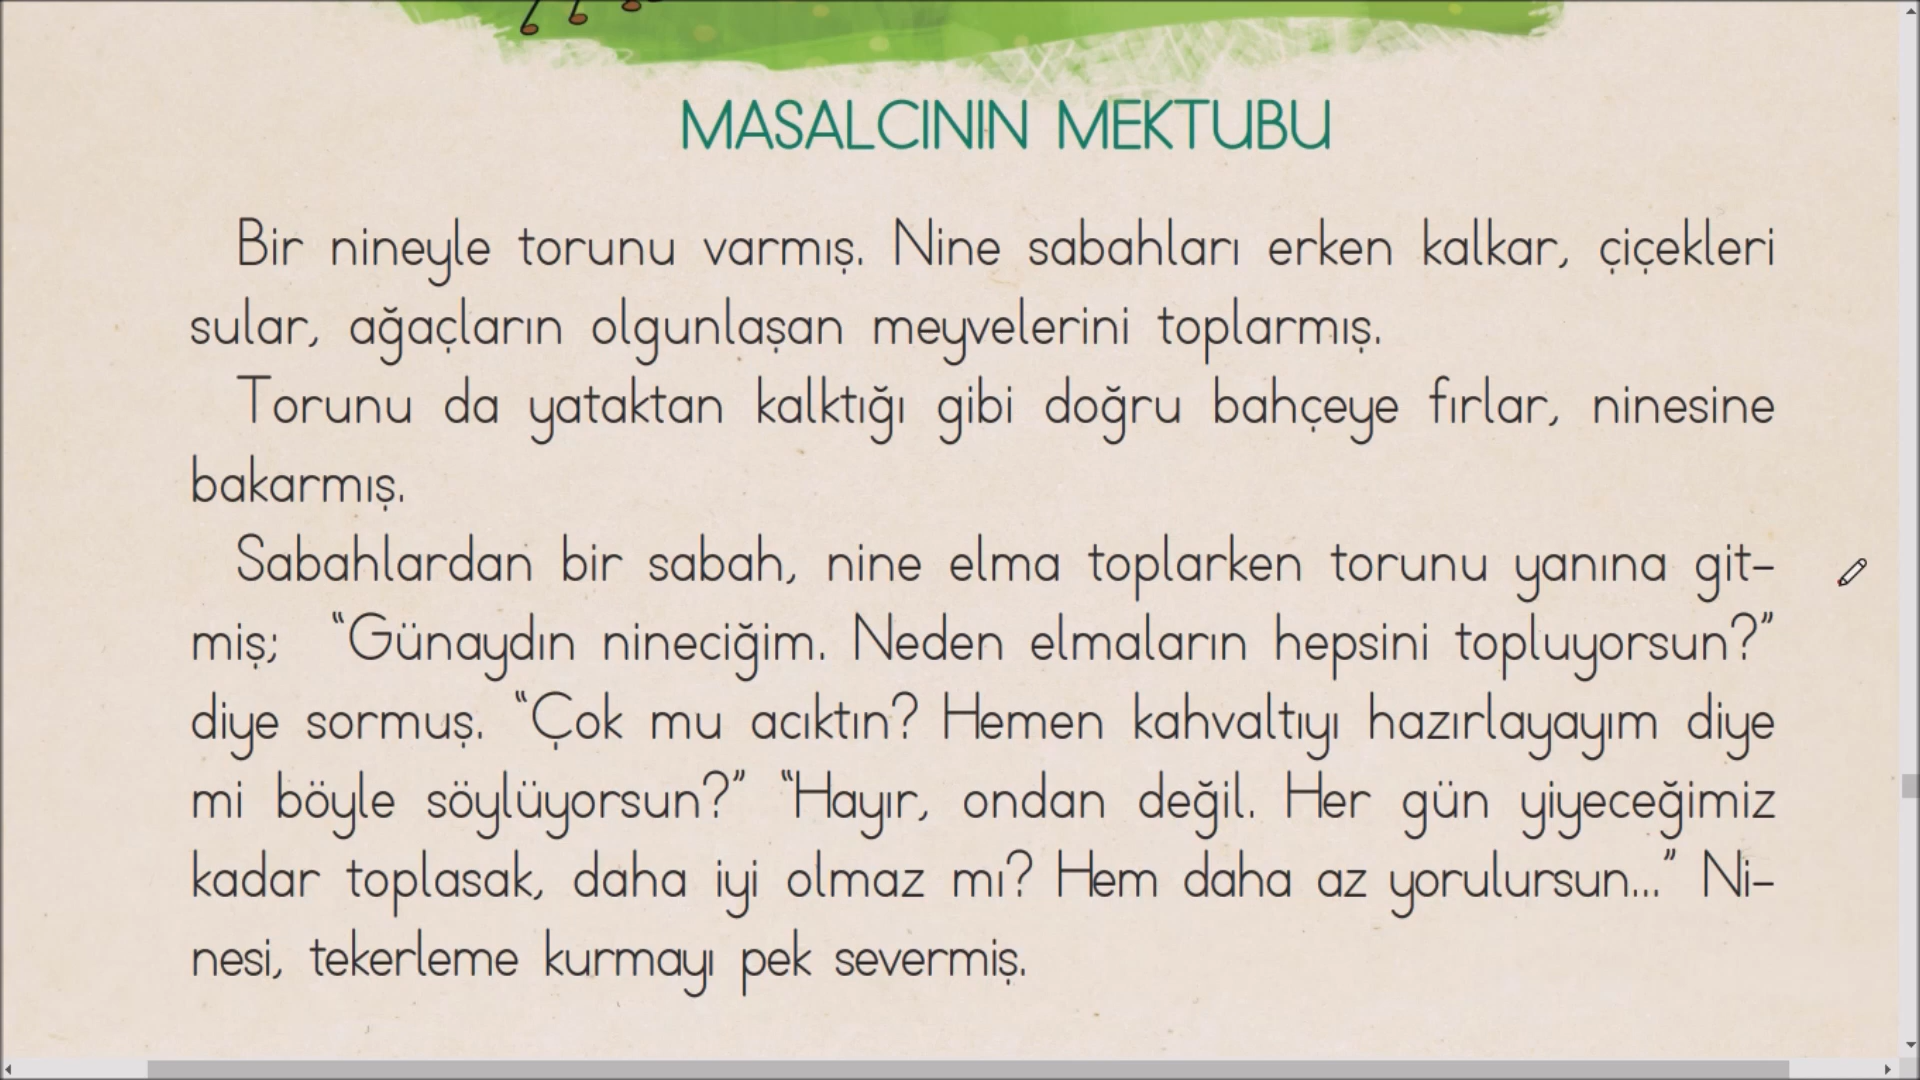 MASALCININ MEKTUBU
Bir nineyle torunu varmış. Nine sabahları erken kalkar, çiçekleri
sular, ağaçların olgunlaşan meyvelerini toplarmış.
Torunu da yataktan kalktığı gibi doğru bahçeye fırlar, ninesine
bakarmış.
Sabahlardan bir sabah, nine elma toplarken torunu yanına git-
miş; “Günaydın nineciğim. Neden elmaların hepsini topluyorsun?”
diye sormuş. “Çok mu acıktın? Hemen kahvaltıyı hazırlayayım diye
mi böyle söylüyorsun?” “Hayır, ondan değil. Her gün yiyeceğimiz
kadar toplasak, daha iyi olmaz mı? Hem daha az yorulursun...” Ni-
nesi, tekerleme kurmayı pek severmiş.